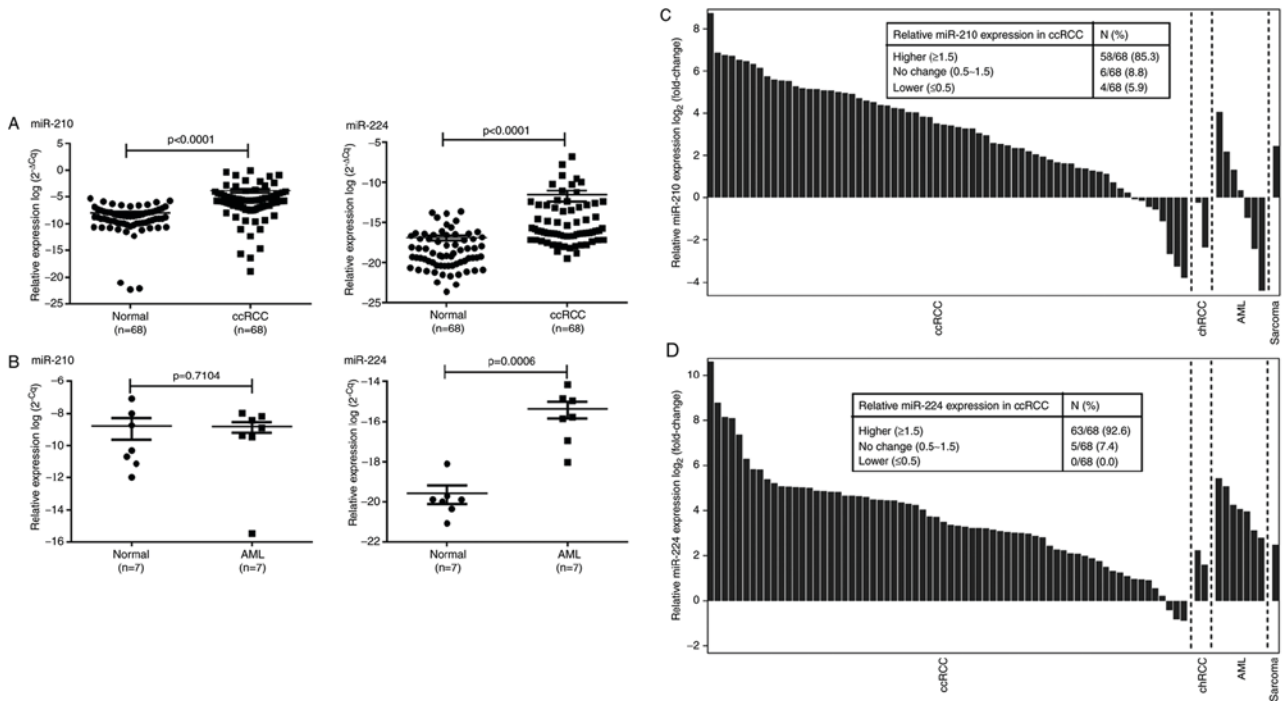 A
miR-210
p<0.0001
Relative expression log (2^-ΔCq)
5
0
−5
−10
−15
−20
−25
Normal
(n=68)
ccRCC
(n=68)
miR-224
p<0.0001
Relative expression log (2^-ΔCq)
−5
−10
−15
−20
−25
Normal
(n=68)
ccRCC
(n=68)
B
miR-210
p=0.7104
Relative expression log (2^-Cq)
−6
−8
−10
−12
−14
−16
Normal
(n=7)
AML
(n=7)
miR-224
p=0.0006
Relative expression log (2^-Cq)
−14
−16
−18
−20
−22
Normal
(n=7)
AML
(n=7)
C
Relative miR-210 expression log2 (fold-change)
8
6
4
2
0
−2
−4
Relative miR-210 expression in ccRCC N (%)
Higher (≥1.5) 58/68 (85.3)
No change (0.5~1.5) 6/68 (8.8)
Lower (≤0.5) 4/68 (5.9)
ccRCC
chRCC
AML
Sarcoma
D
Relative miR-224 expression log2 (fold-change)
10
8
6
4
2
0
−2
Relative miR-224 expression in ccRCC N (%)
Higher (≥1.5) 63/68 (92.6)
No change (0.5~1.5) 5/68 (7.4)
Lower (≤0.5) 0/68 (0.0)
ccRCC
chRCC
AML
Sarcoma